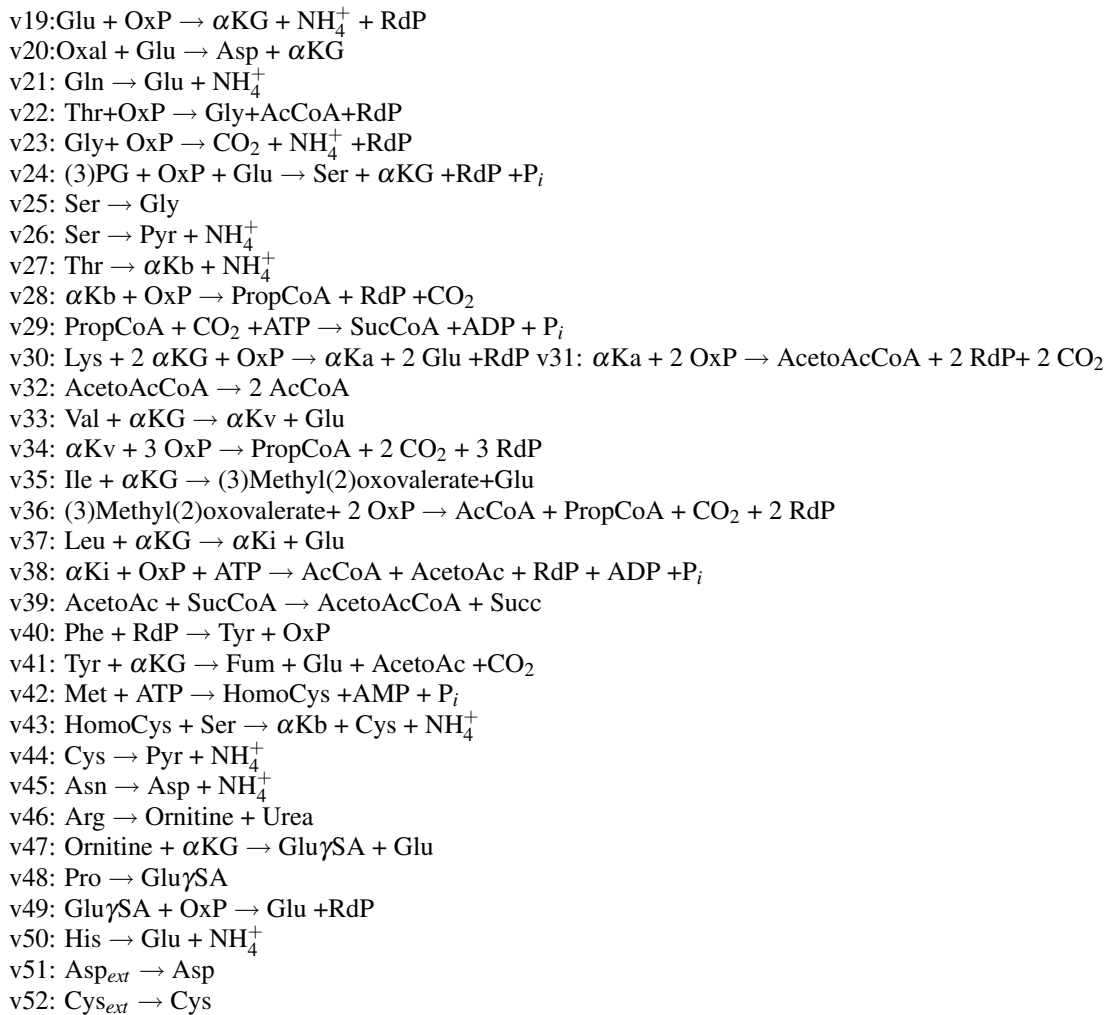 v19:Glu + OxP → αKG + NH₄⁺ + RdP
v20:Oxal + Glu → Asp + αKG
v21: Gln → Glu + NH₄⁺
v22: Thr+OxP → Gly+AcCoA+RdP
v23: Gly+ OxP → CO₂ + NH₄⁺ +RdP
v24: (3)PG + OxP + Glu → Ser + αKG +RdP +Pᵢ
v25: Ser → Gly
v26: Ser → Pyr + NH₄⁺
v27: Thr → αKb + NH₄⁺
v28: αKb + OxP → PropCoA + RdP +CO₂
v29: PropCoA + CO₂ +ATP → SucCoA +ADP + Pᵢ
v30: Lys + 2 αKG + OxP → αKa + 2 Glu +RdP v31: αKa + 2 OxP → AcetoAcCoA + 2 RdP+ 2 CO₂
v32: AcetoAcCoA → 2 AcCoA
v33: Val + αKG → αKv + Glu
v34: αKv + 3 OxP → PropCoA + 2 CO₂ + 3 RdP
v35: Ile + αKG → (3)Methyl(2)oxovalerate+Glu
v36: (3)Methyl(2)oxovalerate+ 2 OxP → AcCoA + PropCoA + CO₂ + 2 RdP
v37: Leu + αKG → αKi + Glu
v38: αKi + OxP + ATP → AcCoA + AcetoAc + RdP + ADP +Pᵢ
v39: AcetoAc + SucCoA → AcetoAcCoA + Succ
v40: Phe + RdP → Tyr + OxP
v41: Tyr + αKG → Fum + Glu + AcetoAc +CO₂
v42: Met + ATP → HomoCys +AMP + Pᵢ
v43: HomoCys + Ser → αKb + Cys + NH₄⁺
v44: Cys → Pyr + NH₄⁺
v45: Asn → Asp + NH₄⁺
v46: Arg → Ornitine + Urea
v47: Ornitine + αKG → GluγSA + Glu
v48: Pro → GluγSA
v49: GluγSA + OxP → Glu +RdP
v50: His → Glu + NH₄⁺
v51: Asp_ext → Asp
v52: Cys_ext → Cys